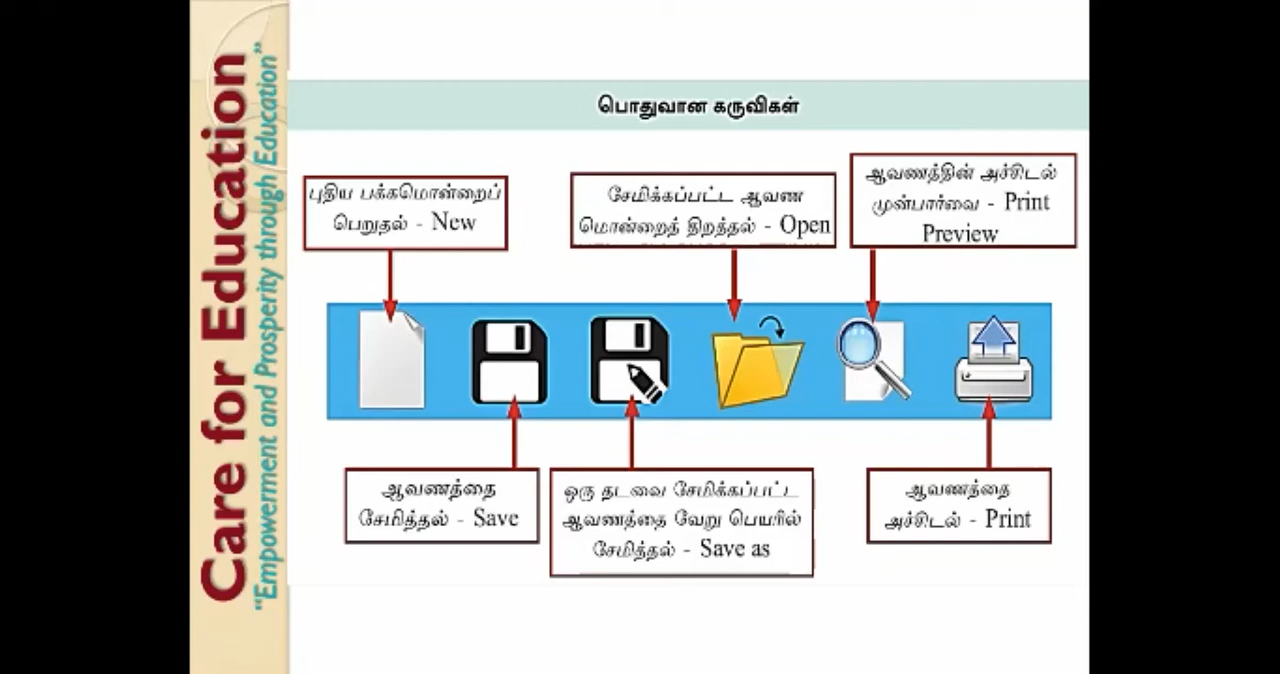 Care for Education
“Empowerment and Prosperity through Education”
பொதுவான கருவிகள்
புதிய பக்கமொன்றைப்
பெறுதல் - New
சேமிக்கப்பட்ட ஆவண
மொன்றைத் திறத்தல் - Open
ஆவணத்தின் அச்சிடல்
முன்பார்வை - Print
Preview
ஆவணத்தை
சேமித்தல் - Save
ஒரு தடவை சேமிக்கப்பட்ட
ஆவணத்தை வேறு பெயரில்
சேமித்தல் - Save as
ஆவணத்தை
அச்சிடல் - Print